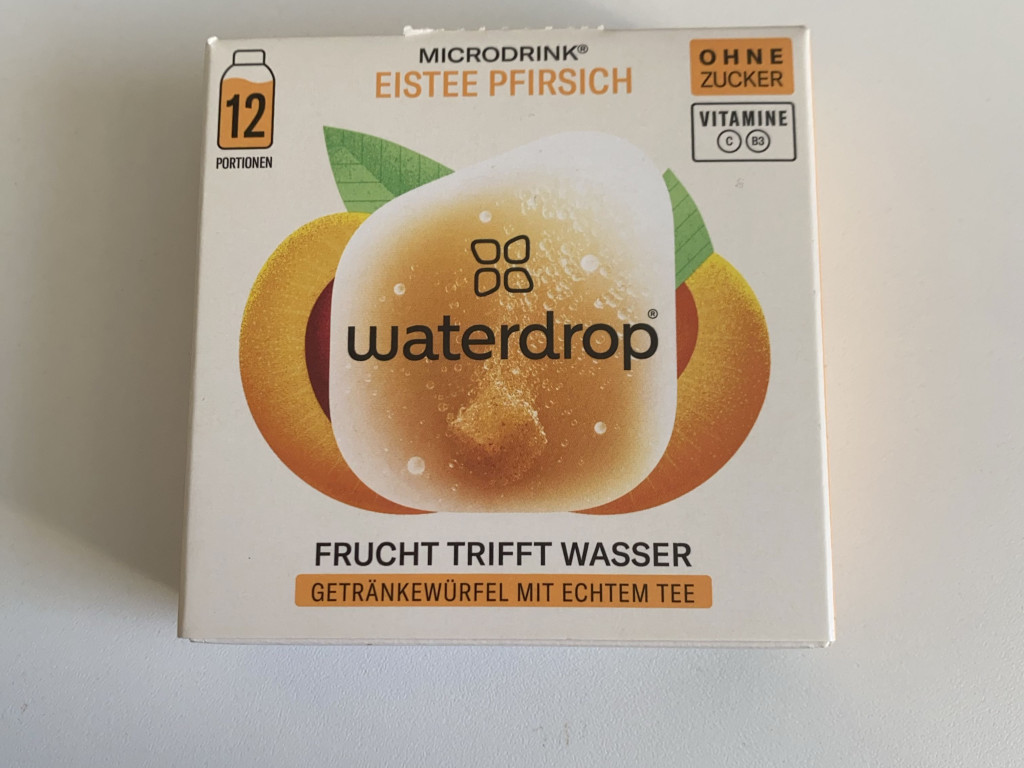 MICRODRINK®
EISTEE PFIRSICH
12
PORTIONEN
OHNE
ZUCKER
VITAMINE
C B3
waterdrop®
FRUCHT TRIFFT WASSER
GETRÄNKEWÜRFEL MIT ECHTEM TEE